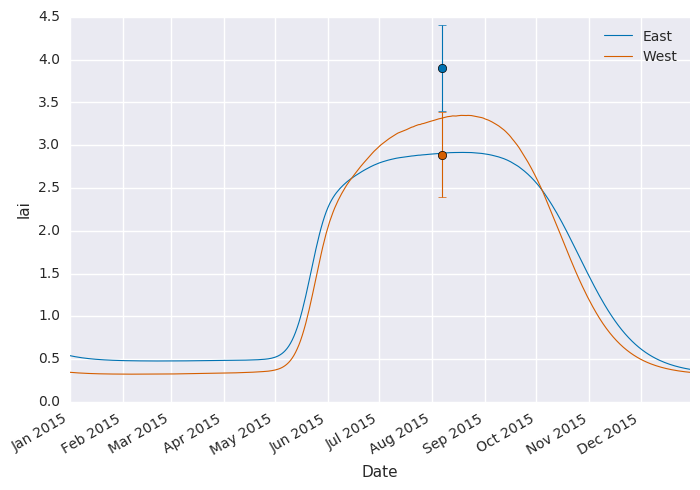 4.5
4.0
3.5
3.0
2.5
2.0
1.5
1.0
0.5
0.0
lai
East
West
Jan 2015
Feb 2015
Mar 2015
Apr 2015
May 2015
Jun 2015
Jul 2015
Aug 2015
Sep 2015
Oct 2015
Nov 2015
Dec 2015
Date